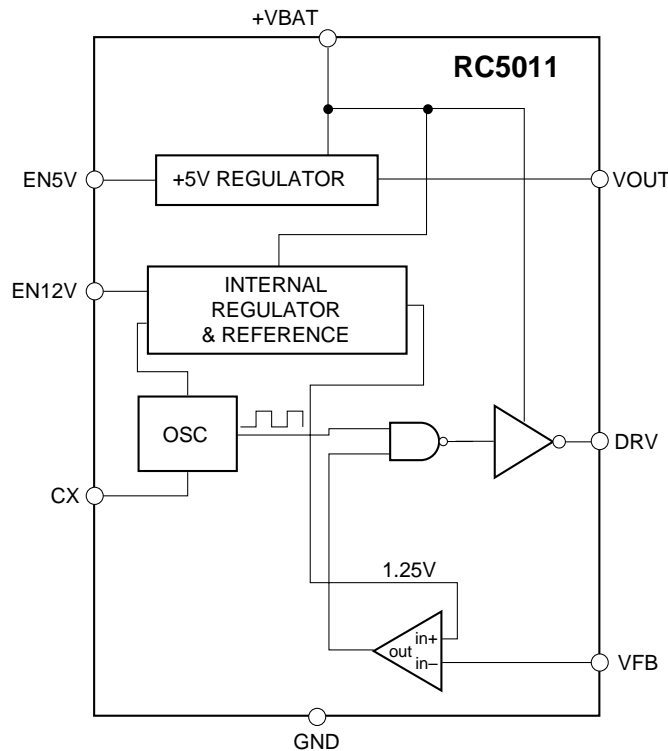 +VBAT
RC5011
EN5V
+5V REGULATOR
VOUT
EN12V
INTERNAL
REGULATOR
& REFERENCE
OSC
DRV
CX
1.25V
in+
out
in–
VFB
GND